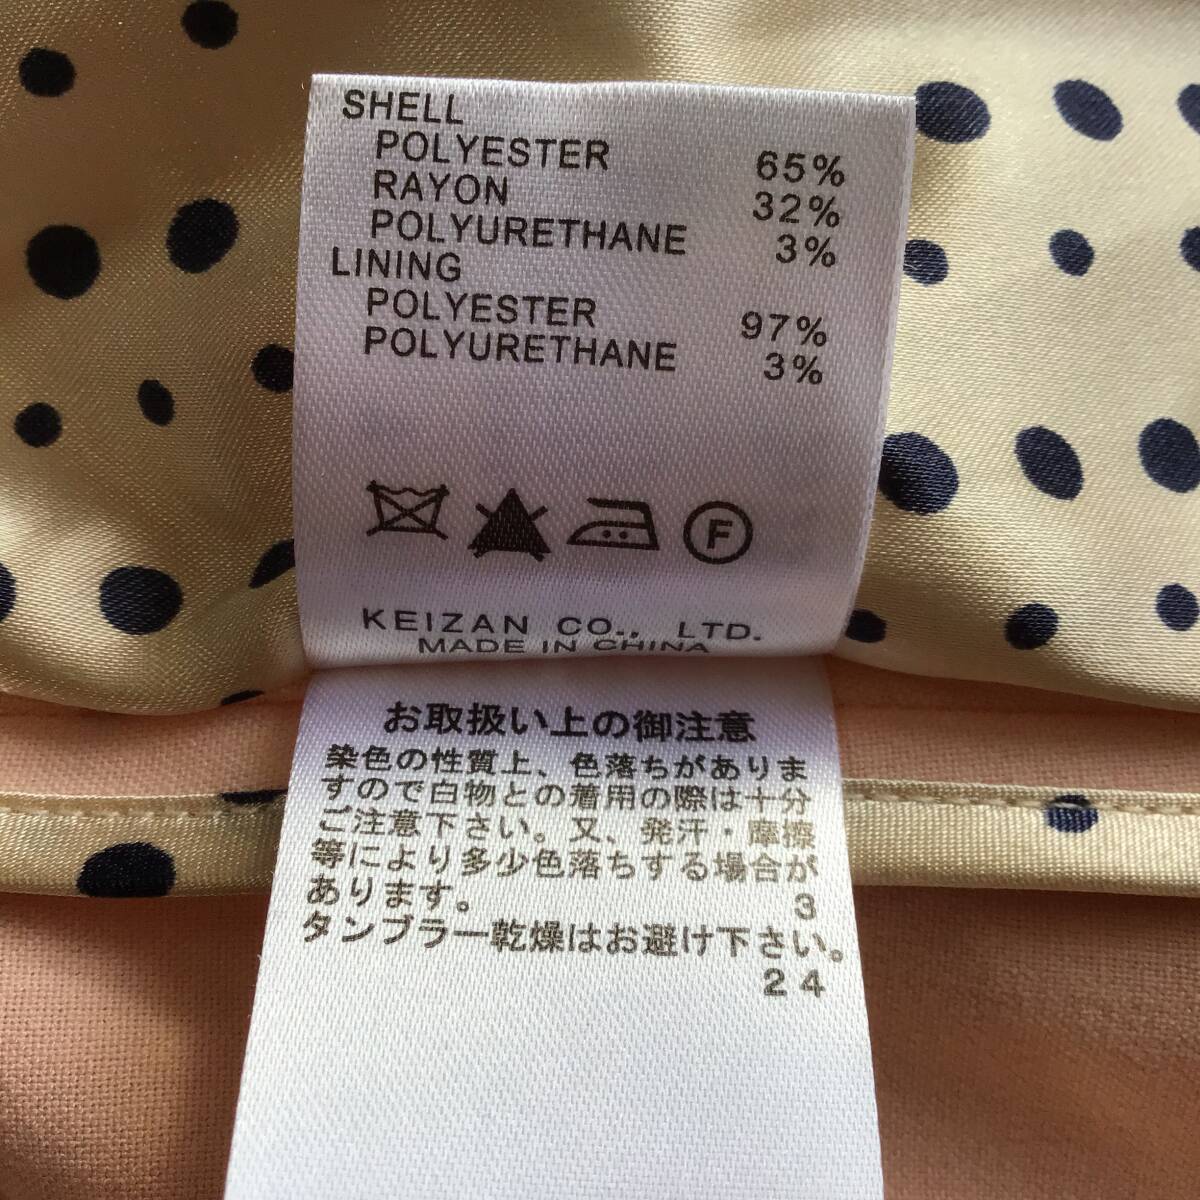 SHELL
POLYESTER 65%
RAYON 32%
POLYURETHANE 3%
LINING
POLYESTER 97%
POLYURETHANE 3%
F
KEIZAN CO., LTD.
MADE IN CHINA
お取扱い上の御注意
染色の性質上、色落ちがありま
すので白物との着用の際は十分
ご注意下さい。又、発汗・摩擦
等により多少色落ちする場合が
あります。 3
タンブラー乾燥はお避け下さい。
24